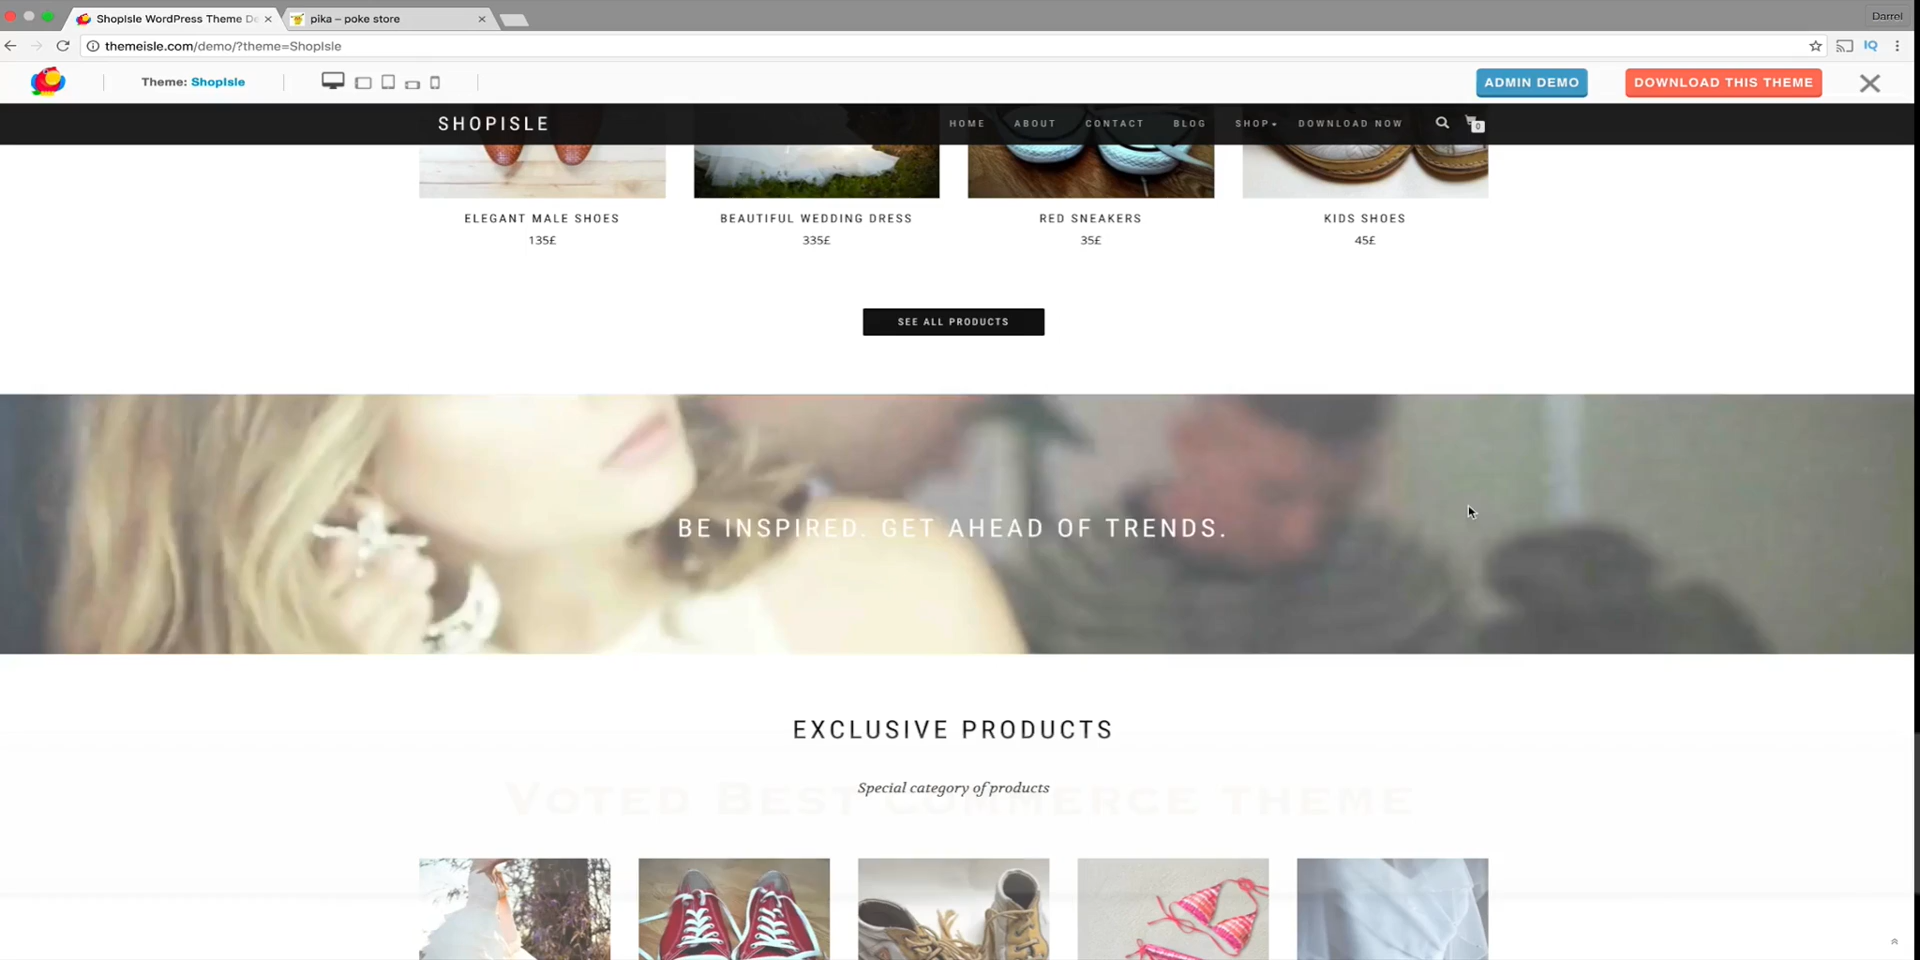 ShopIsle WordPress Theme De
pika – poke store
Darrel
themeisle.com/demo/?theme=ShopIsle
IQ
Theme: ShopIsle
ADMIN DEMO
DOWNLOAD THIS THEME
SHOPISLE
HOME ABOUT CONTACT BLOG SHOP DOWNLOAD NOW
0
ELEGANT MALE SHOES BEAUTIFUL WEDDING DRESS RED SNEAKERS KIDS SHOES
135£ 335£ 35£ 45£
SEE ALL PRODUCTS
BE INSPIRED. GET AHEAD OF TRENDS.
EXCLUSIVE PRODUCTS
Special category of products
VOTED BEST COMMERCE THEME